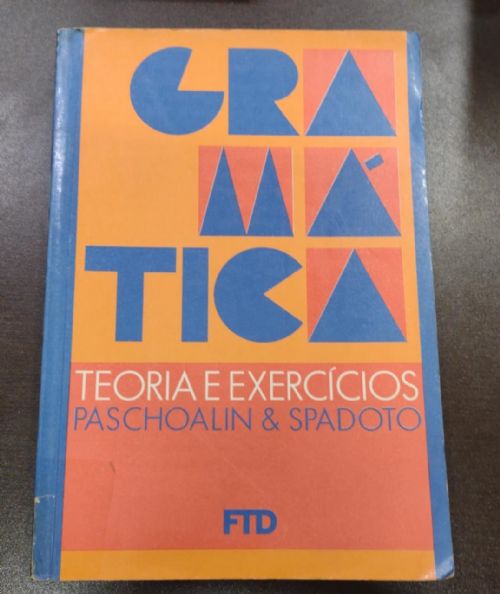 GRA
MÁ
TICA
TEORIA E EXERCÍCIOS
PASCHOALIN & SPADOTO
FTD